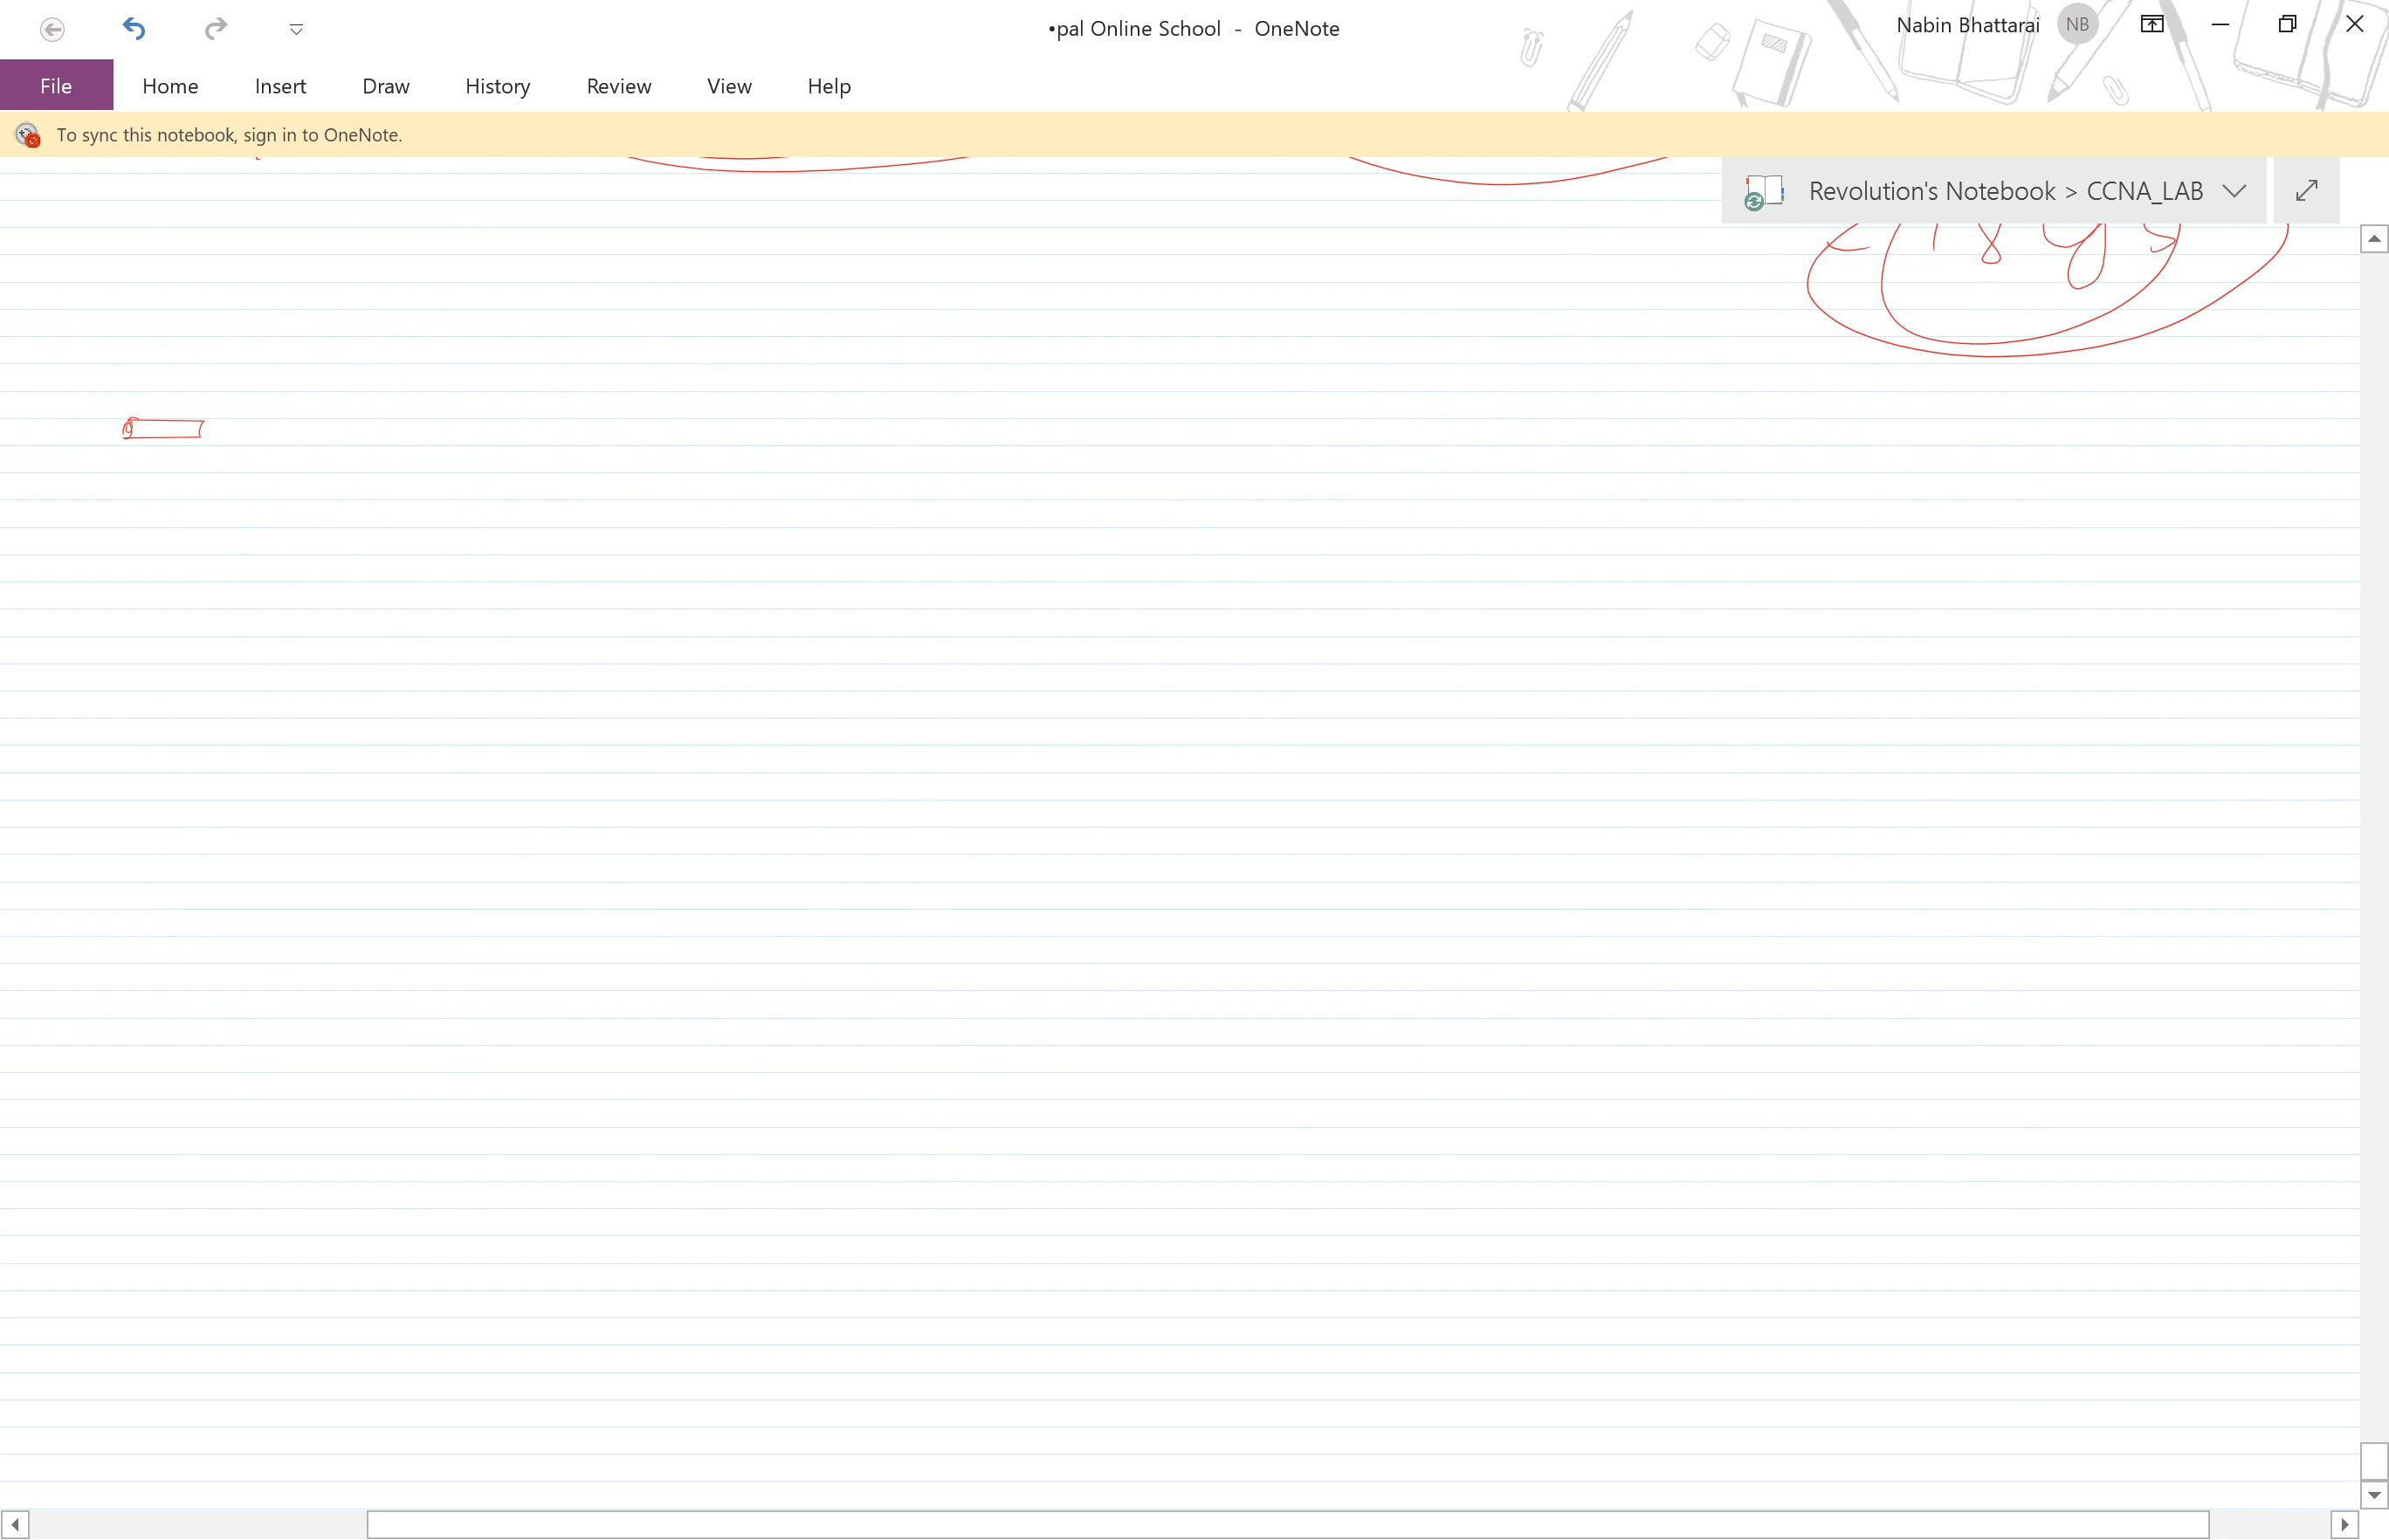 •pal Online School - OneNote
Nabin Bhattarai NB
File Home Insert Draw History Review View Help
To sync this notebook, sign in to OneNote.
Revolution's Notebook > CCNA_LAB